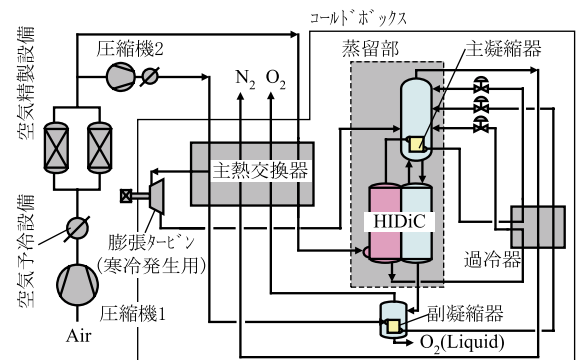 コールドボックス
空気精製設備
圧縮機2
N2 O2
蒸留部
主凝縮器
主熱交換器
HIDiC
膨張タービン
(寒冷発生用)
過冷器
空気予冷設備
圧縮機1
Air
副凝縮器
O2(Liquid)